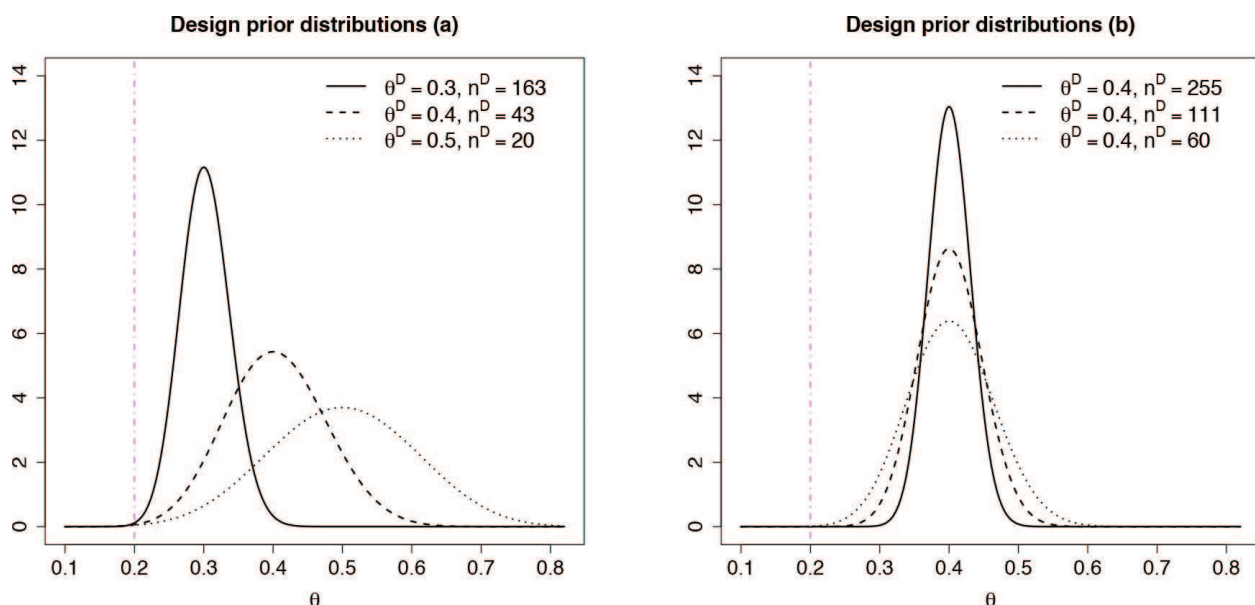 Design prior distributions (a)
θ^D = 0.3, n^D = 163
θ^D = 0.4, n^D = 43
θ^D = 0.5, n^D = 20
14
12
10
8
6
4
2
0
0.1 0.2 0.3 0.4 0.5 0.6 0.7 0.8
θ
Design prior distributions (b)
θ^D = 0.4, n^D = 255
θ^D = 0.4, n^D = 111
θ^D = 0.4, n^D = 60
14
12
10
8
6
4
2
0
0.1 0.2 0.3 0.4 0.5 0.6 0.7 0.8
θ